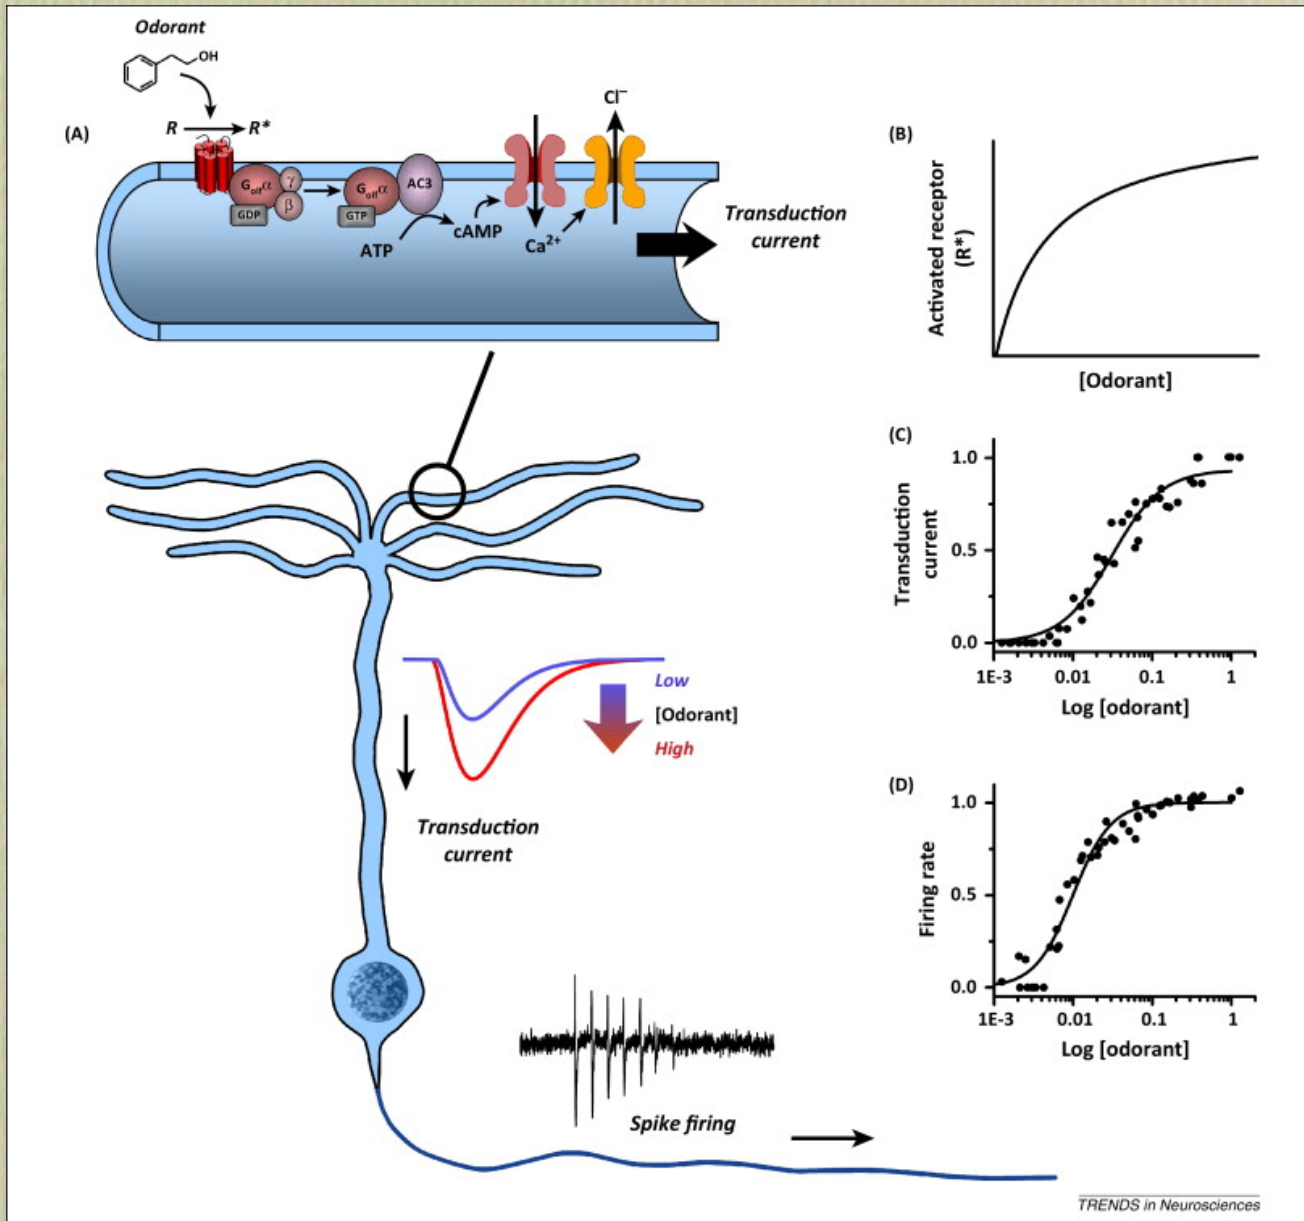 Odorant
OH
(A)
R
R*
Cl⁻
G_olf α
γ
β
GDP
G_olf α
GTP
AC3
ATP
cAMP
Ca²⁺
Transduction
current
(B)
Activated receptor
(R*)
[Odorant]
(C)
Transduction
current
1.0
0.5
0.0
1E-3
0.01
0.1
1
Log [odorant]
Low
[Odorant]
High
Transduction
current
(D)
Firing rate
1.0
0.5
0.0
1E-3
0.01
0.1
1
Log [odorant]
Spike firing
TRENDS in Neurosciences